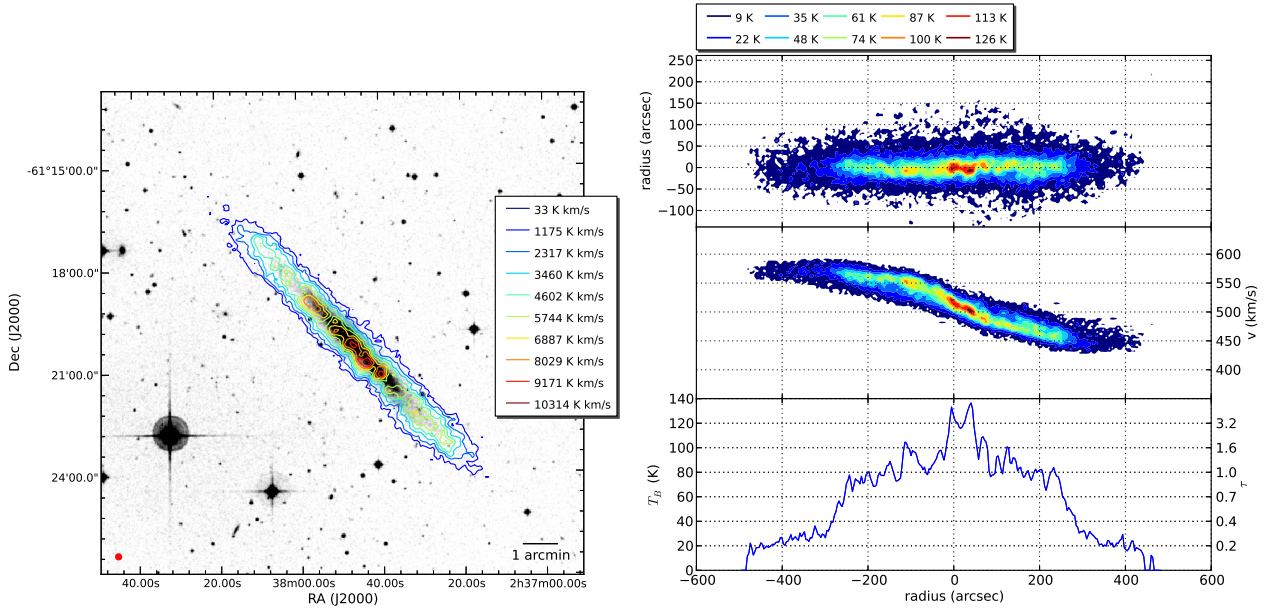 Dec (J2000)
-61°15'00.0"
18'00.0"
21'00.0"
24'00.0"
40.00s 20.00s 38m00.00s 40.00s 20.00s 2h37m00.00s
RA (J2000)
1 arcmin
33 K km/s
1175 K km/s
2317 K km/s
3460 K km/s
4602 K km/s
5744 K km/s
6887 K km/s
8029 K km/s
9171 K km/s
10314 K km/s
9 K 35 K 61 K 87 K 113 K
22 K 48 K 74 K 100 K 126 K
radius (arcsec)
250
200
150
100
50
0
−50
−100
600
550
500
450
400
v (km/s)
T_B (K)
140
120
100
80
60
40
20
0
3.2
1.6
1.0
0.7
0.4
0.2
τ
−600 −400 −200 0 200 400 600
radius (arcsec)